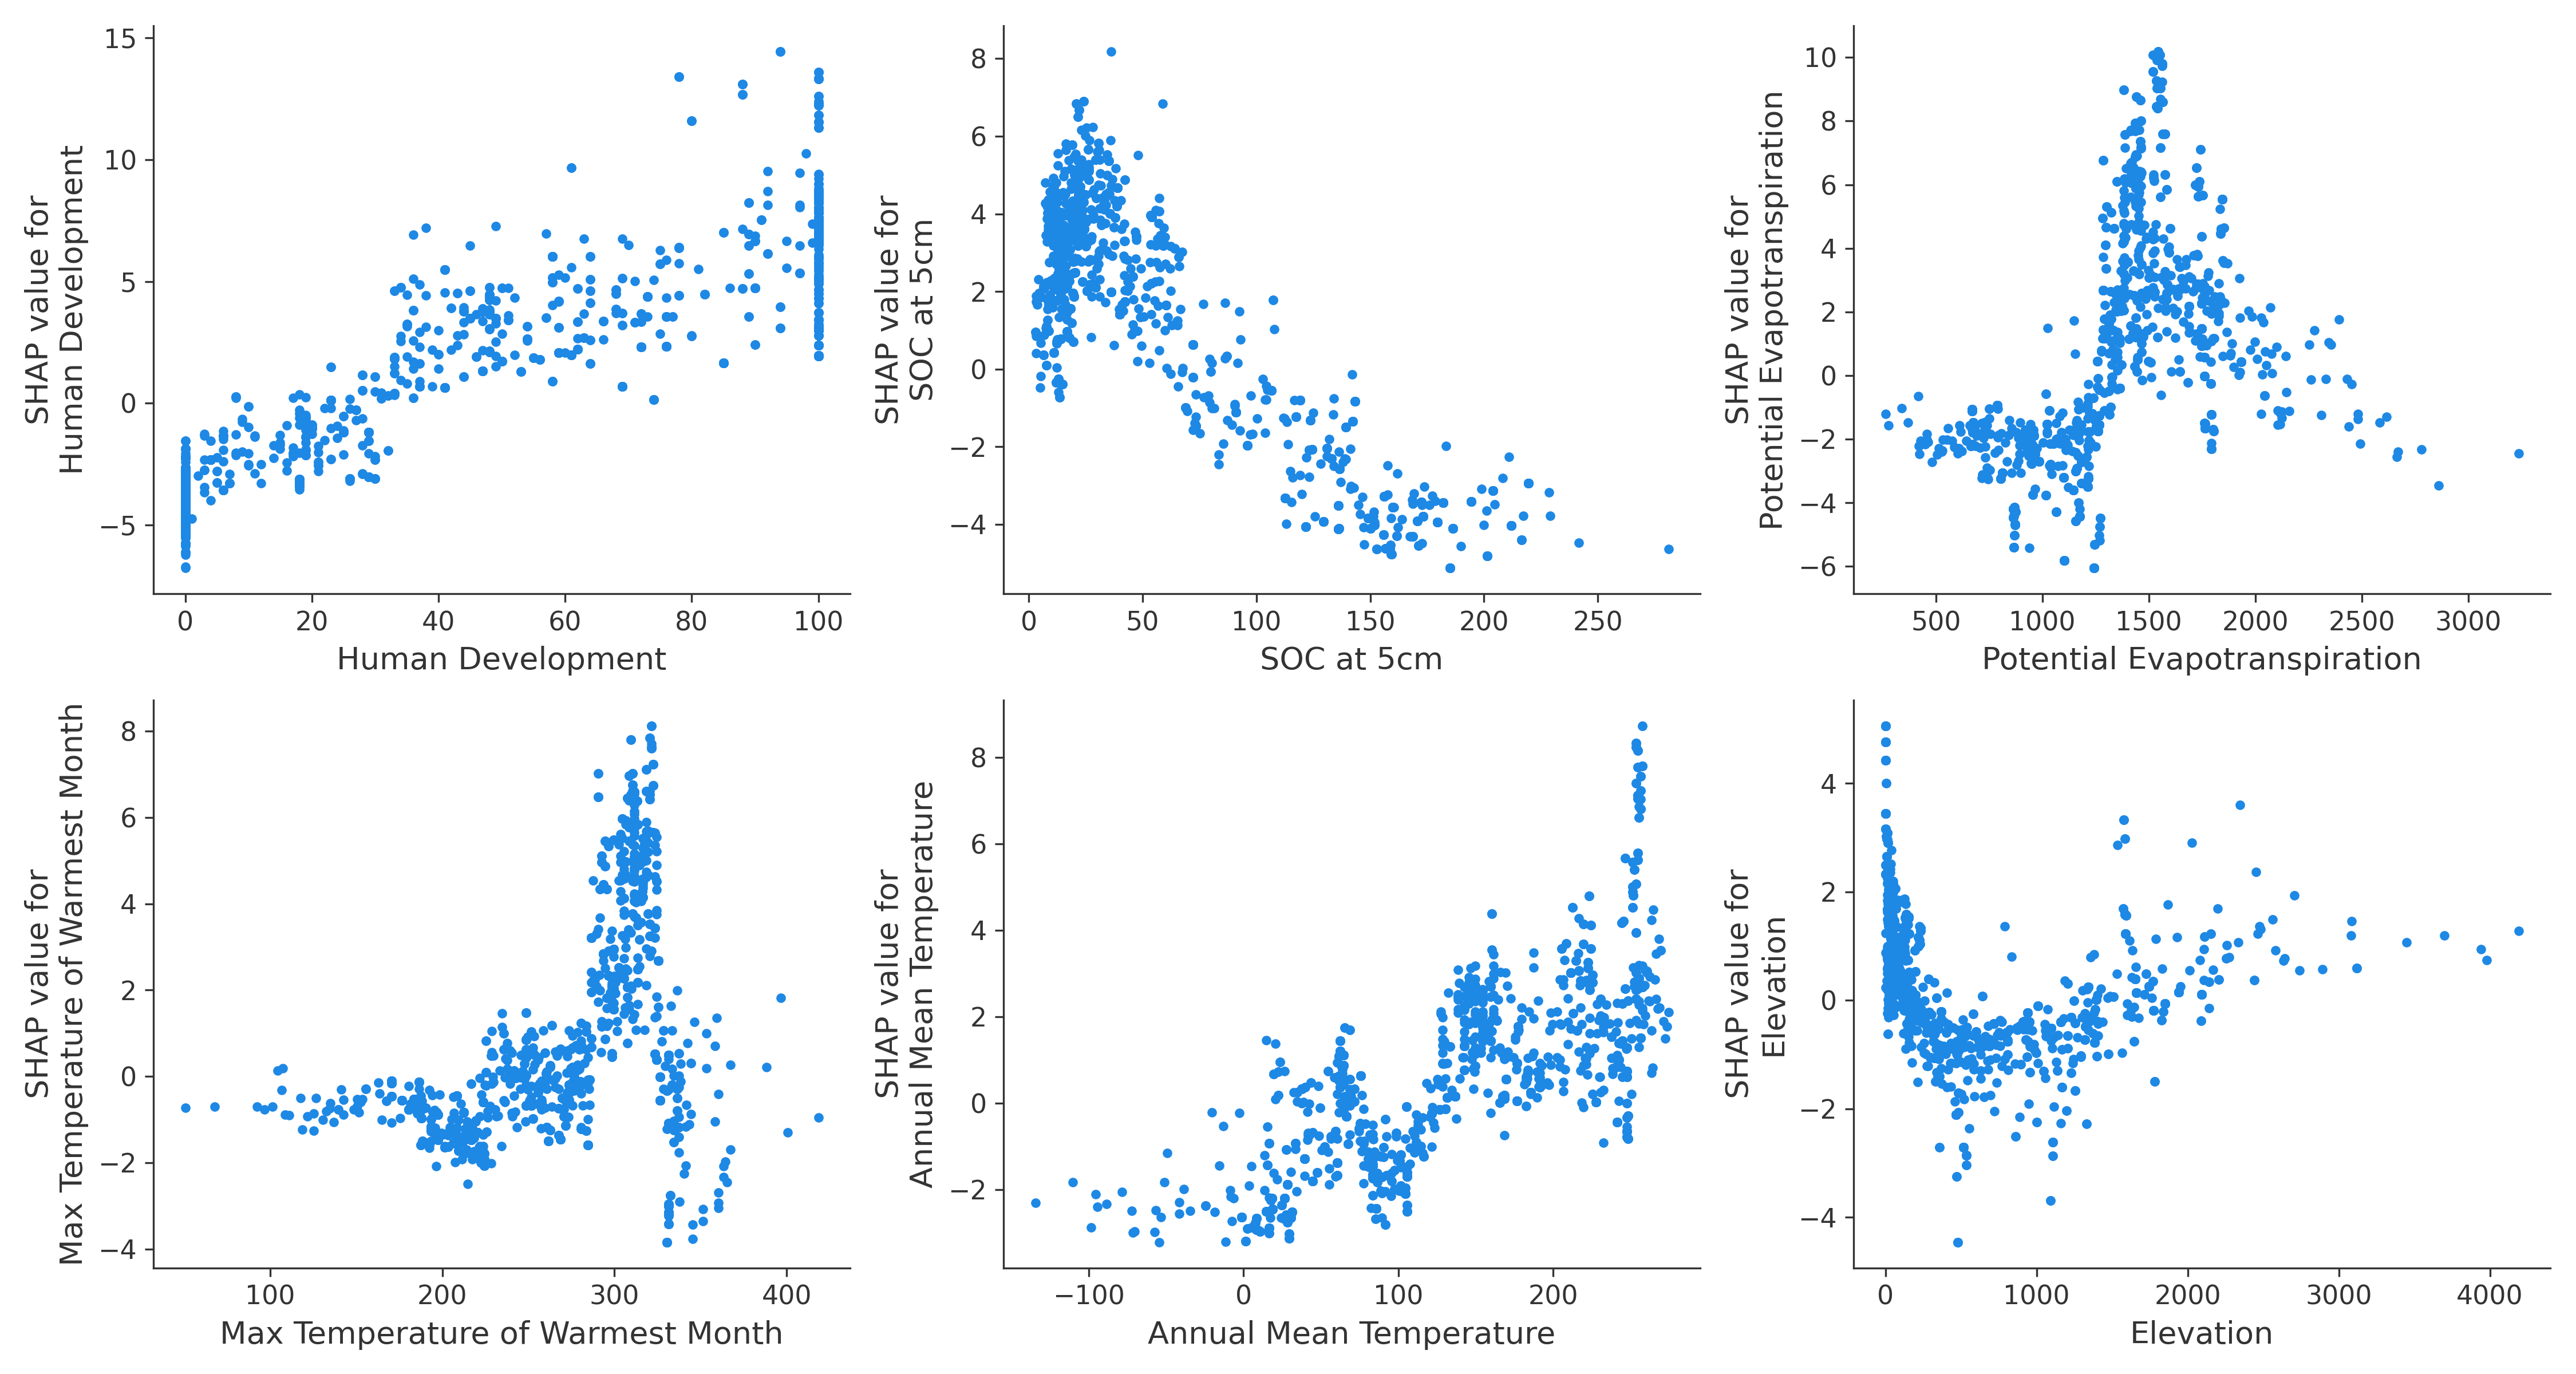 SHAP value for
Human Development
15
10
5
0
−5
0 20 40 60 80 100
Human Development
SHAP value for
SOC at 5cm
8
6
4
2
0
−2
−4
0 50 100 150 200 250
SOC at 5cm
SHAP value for
Potential Evapotranspiration
10
8
6
4
2
0
−2
−4
−6
500 1000 1500 2000 2500 3000
Potential Evapotranspiration
SHAP value for
Max Temperature of Warmest Month
8
6
4
2
0
−2
−4
100 200 300 400
Max Temperature of Warmest Month
SHAP value for
Annual Mean Temperature
8
6
4
2
0
−2
−100 0 100 200
Annual Mean Temperature
SHAP value for
Elevation
4
2
0
−2
−4
0 1000 2000 3000 4000
Elevation